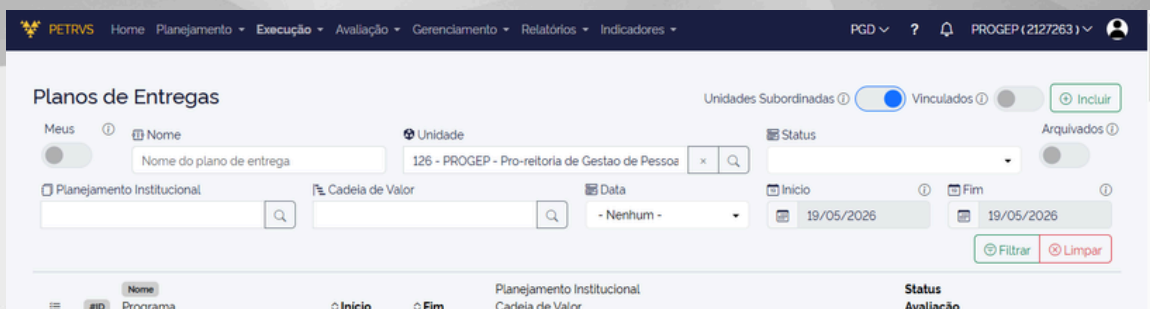 PETRVS Home Planejamento Execução Avaliação Gerenciamento Relatórios Indicadores PGD ? PROGEP ( 2127263 )
Planos de Entregas
Unidades Subordinadas Vinculados Incluir
Meus Nome Unidade Status Arquivados
Nome do plano de entrega 126 - PROGEP - Pro-reitoria de Gestao de Pessoa ×
Planejamento Institucional Cadeia de Valor Data Inicio Fim
- Nenhum - 19/05/2026 19/05/2026
Filtrar Limpar
Nome Planejamento Institucional Status
#ID Programa Início Fim Cadeia de Valor Avaliação